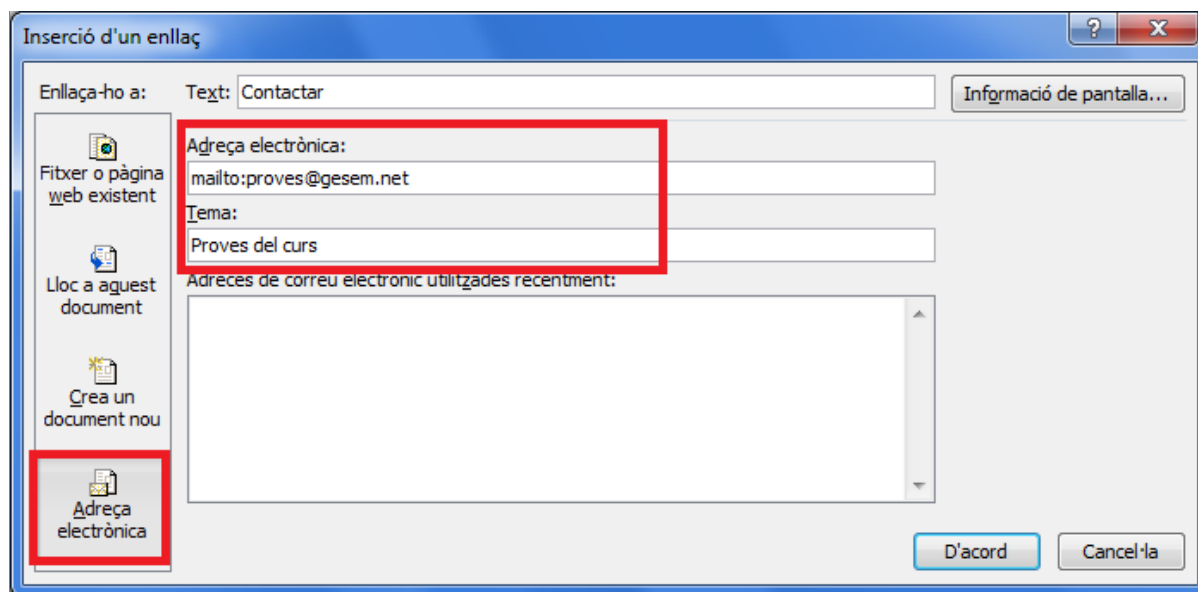 Inserció d'un enllaç
Enllaça-ho a:
Text: Contactar
Informació de pantalla...
Fitxer o pàgina
web existent
Lloc a aquest
document
Crea un
document nou
Adreça
electrònica
Adreça electrònica:
mailto:proves@gesem.net
Tema:
Proves del curs
Adreces de correu electrònic utilitzades recentment:
D'acord
Cancel·la